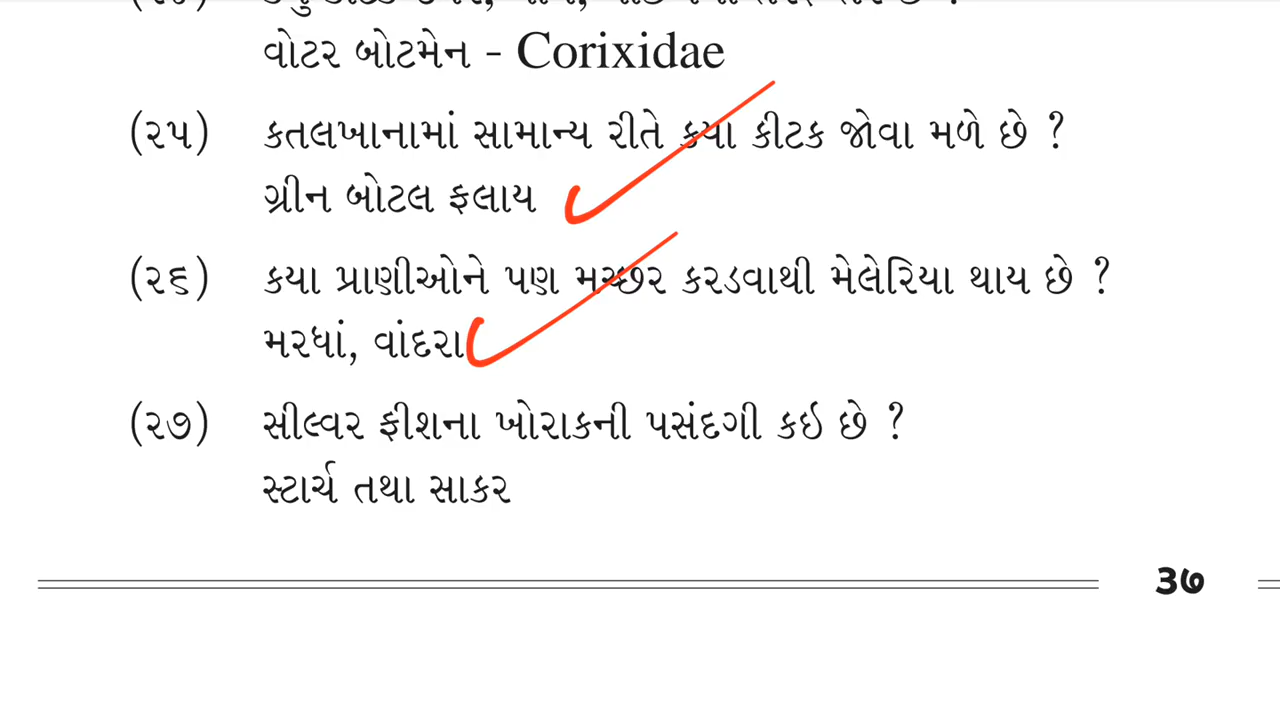 વોટર બોટમેન - Corixidae
(૨૫) કતલખાનામાં સામાન્ય રીતે કયા કીટક જોવા મળે છે ?
ગ્રીન બોટલ ફલાય
(૨૬) કયા પ્રાણીઓને પણ મચ્છર કરડવાથી મેલેરિયા થાય છે ?
મરઘાં, વાંદરા
(૨૭) સીલ્વર ફીશના ખોરાકની પસંદગી કઇ છે ?
સ્ટાર્ચ તથા સાકર
૩૭